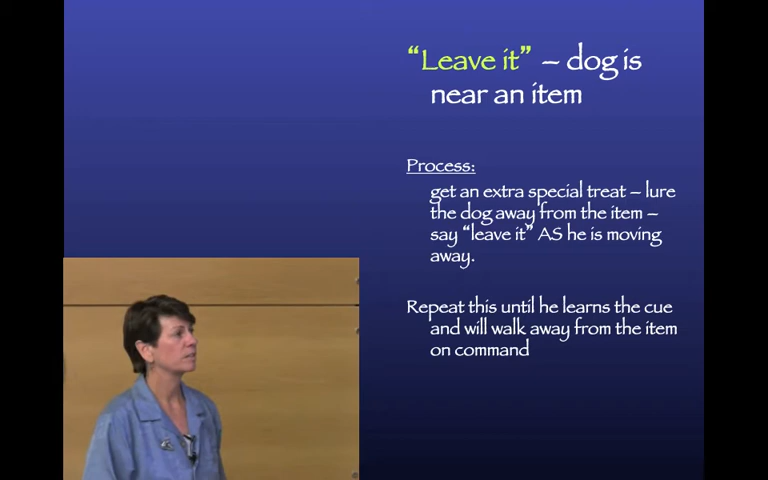 “Leave it” – dog is
near an item
Process:
get an extra special treat – lure
the dog away from the item –
say “leave it” AS he is moving
away.
Repeat this until he learns the cue
and will walk away from the item
on command